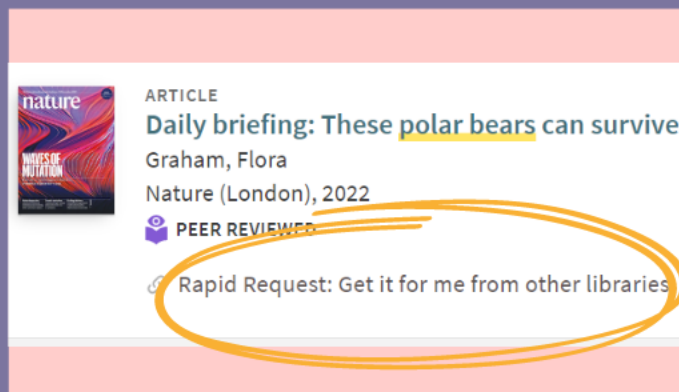 nature
WAVES OF
MUTATION
ARTICLE
Daily briefing: These polar bears can survive
Graham, Flora
Nature (London), 2022
PEER REVIEWED
Rapid Request: Get it for me from other libraries